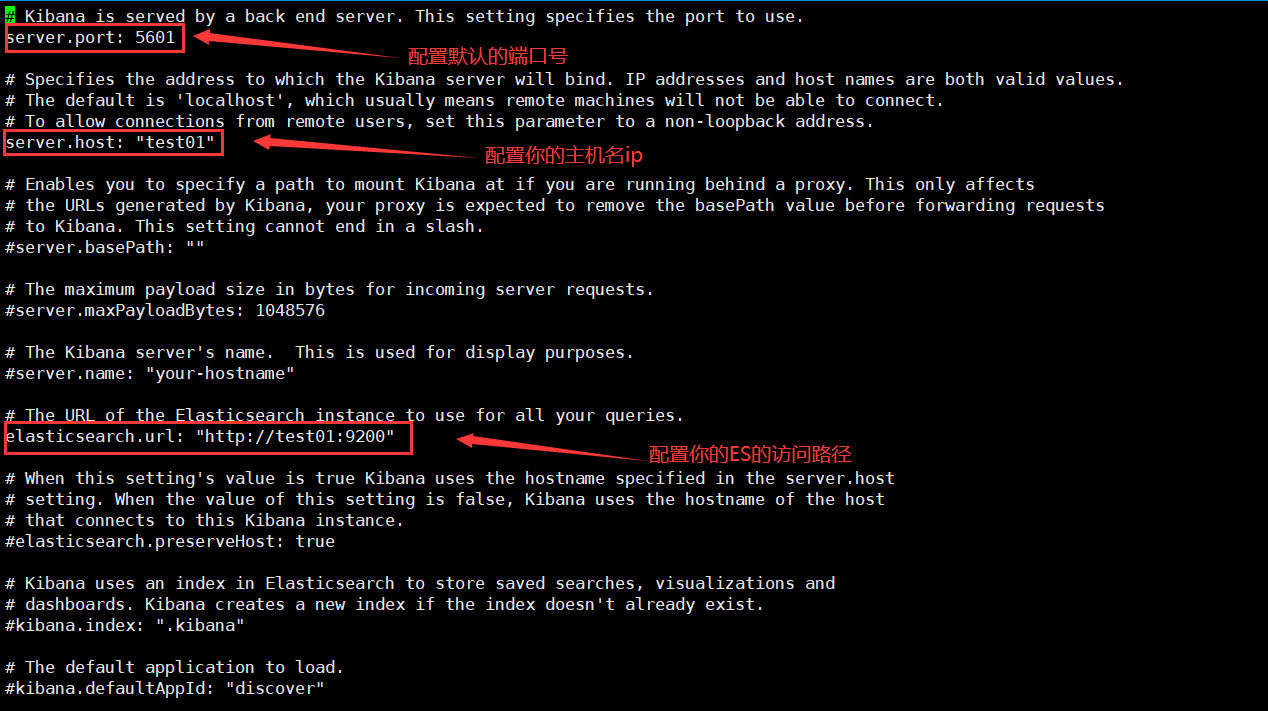 # Kibana is served by a back end server. This setting specifies the port to use.
server.port: 5601
配置默认的端口号
# Specifies the address to which the Kibana server will bind. IP addresses and host names are both valid values.
# The default is 'localhost', which usually means remote machines will not be able to connect.
# To allow connections from remote users, set this parameter to a non-loopback address.
server.host: "test01"
配置你的主机名ip
# Enables you to specify a path to mount Kibana at if you are running behind a proxy. This only affects
# the URLs generated by Kibana, your proxy is expected to remove the basePath value before forwarding requests
# to Kibana. This setting cannot end in a slash.
#server.basePath: ""
# The maximum payload size in bytes for incoming server requests.
#server.maxPayloadBytes: 1048576
# The Kibana server's name.  This is used for display purposes.
#server.name: "your-hostname"
# The URL of the Elasticsearch instance to use for all your queries.
elasticsearch.url: "http://test01:9200"
配置你的ES的访问路径
# When this setting's value is true Kibana uses the hostname specified in the server.host
# setting. When the value of this setting is false, Kibana uses the hostname of the host
# that connects to this Kibana instance.
#elasticsearch.preserveHost: true
# Kibana uses an index in Elasticsearch to store saved searches, visualizations and
# dashboards. Kibana creates a new index if the index doesn't already exist.
#kibana.index: ".kibana"
# The default application to load.
#kibana.defaultAppId: "discover"